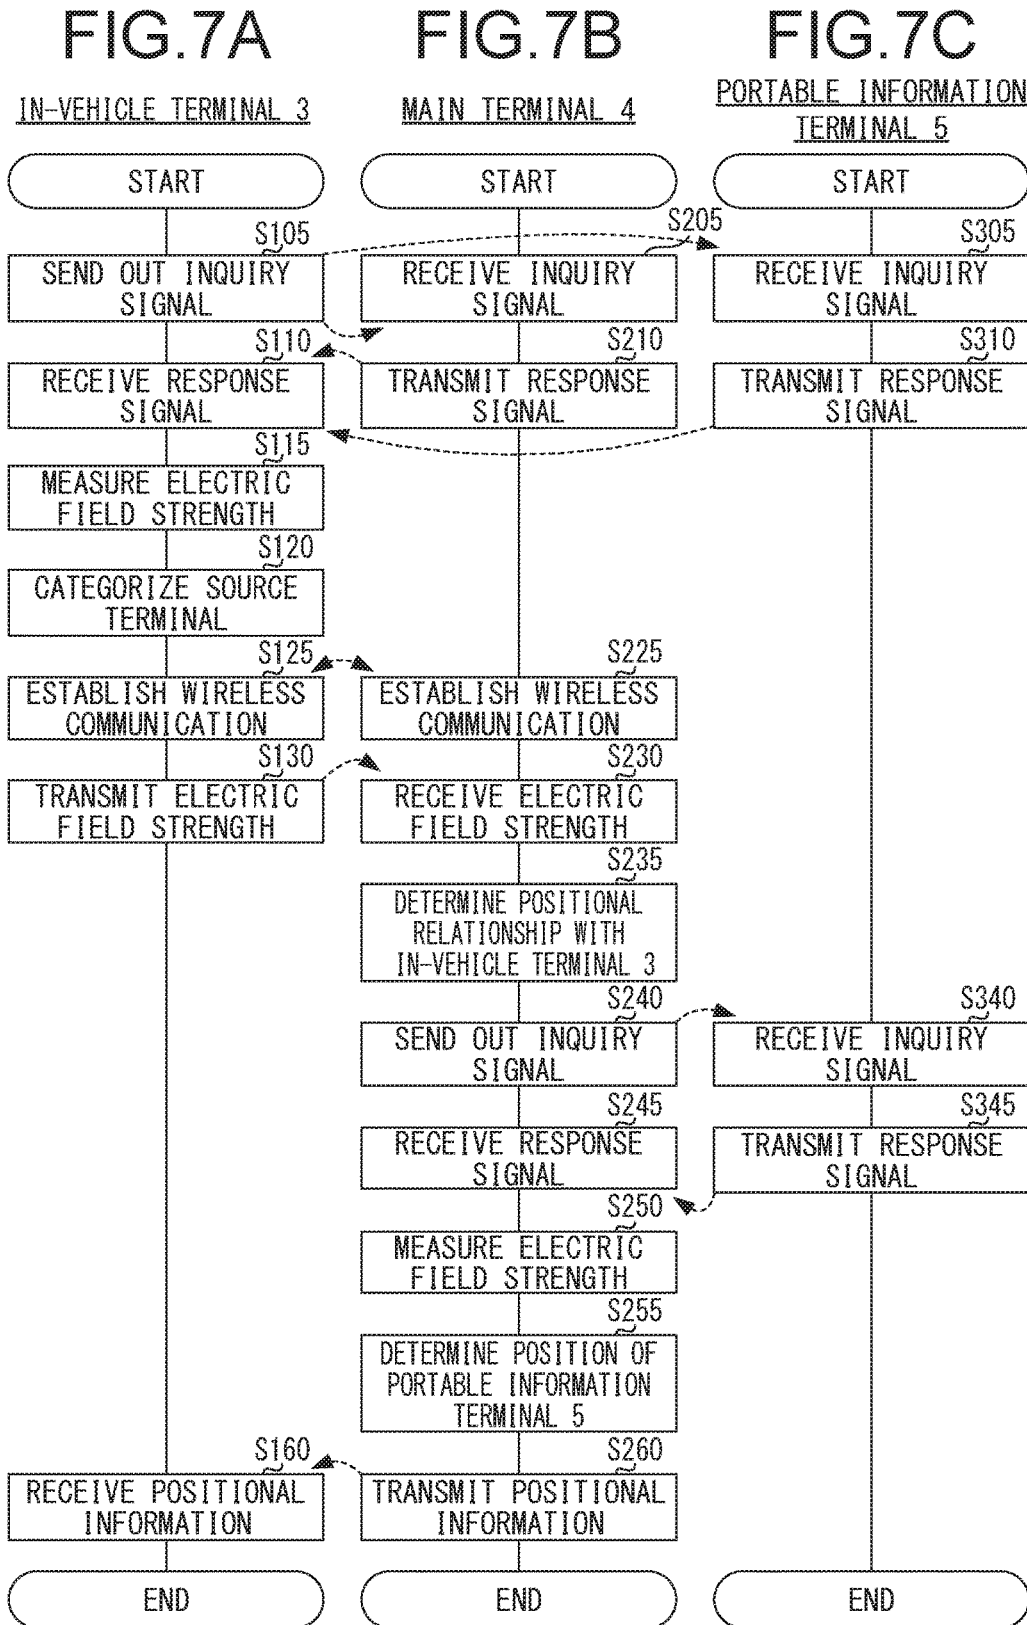 FIG.7A
IN-VEHICLE TERMINAL 3
START
S105
SEND OUT INQUIRY
SIGNAL
S110
RECEIVE RESPONSE
SIGNAL
S115
MEASURE ELECTRIC
FIELD STRENGTH
S120
CATEGORIZE SOURCE
TERMINAL
S125
ESTABLISH WIRELESS
COMMUNICATION
S130
TRANSMIT ELECTRIC
FIELD STRENGTH
S160
RECEIVE POSITIONAL
INFORMATION
END
FIG.7B
MAIN TERMINAL 4
START
S205
RECEIVE INQUIRY
SIGNAL
S210
TRANSMIT RESPONSE
SIGNAL
S225
ESTABLISH WIRELESS
COMMUNICATION
S230
RECEIVE ELECTRIC
FIELD STRENGTH
S235
DETERMINE POSITIONAL
RELATIONSHIP WITH
IN-VEHICLE TERMINAL 3
S240
SEND OUT INQUIRY
SIGNAL
S245
RECEIVE RESPONSE
SIGNAL
S250
MEASURE ELECTRIC
FIELD STRENGTH
S255
DETERMINE POSITION OF
PORTABLE INFORMATION
TERMINAL 5
S260
TRANSMIT POSITIONAL
INFORMATION
END
FIG.7C
PORTABLE INFORMATION
TERMINAL 5
START
S305
RECEIVE INQUIRY
SIGNAL
S310
TRANSMIT RESPONSE
SIGNAL
S340
RECEIVE INQUIRY
SIGNAL
S345
TRANSMIT RESPONSE
SIGNAL
END